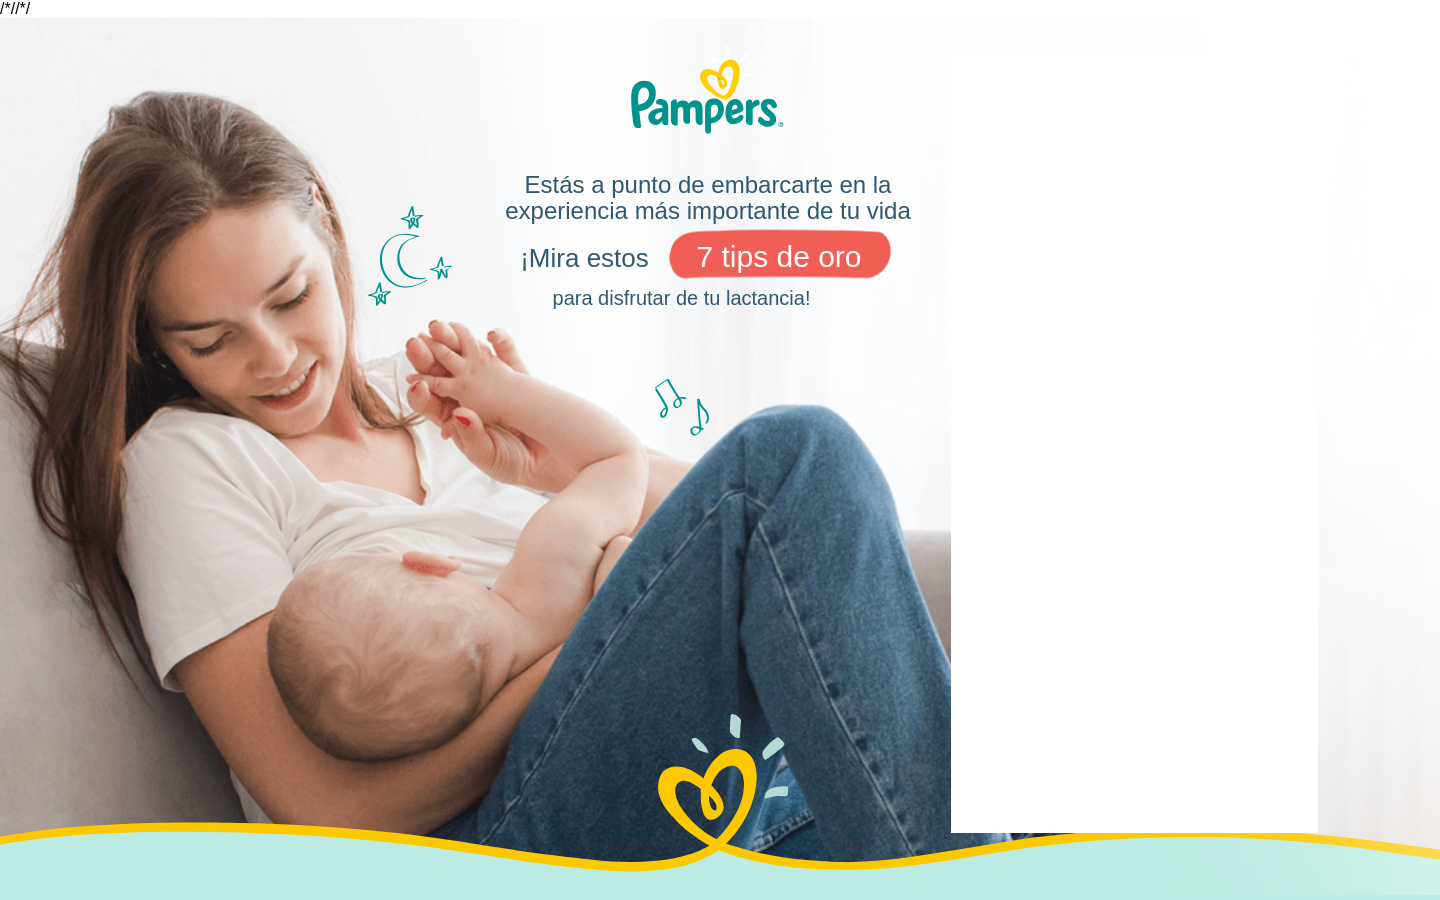 /*//*/
Pampers®
Estás a punto de embarcarte en la
experiencia más importante de tu vida
¡Mira estos 7 tips de oro
para disfrutar de tu lactancia!